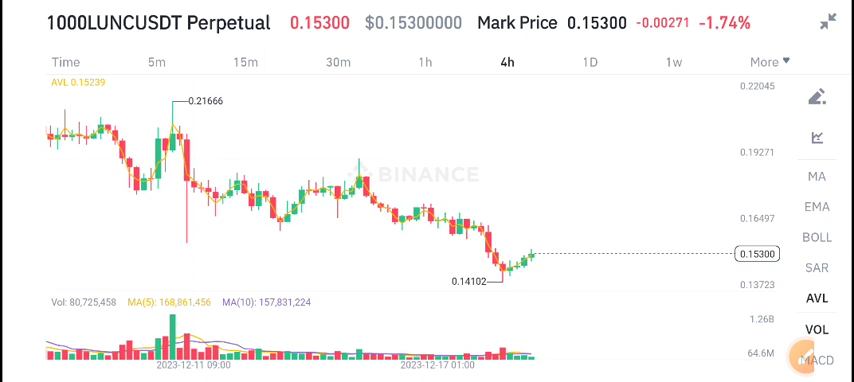 1000LUNCUSDT Perpetual 0.15300 $0.15300000 Mark Price 0.15300 -0.00271 -1.74%
Time 5m 15m 30m 1h 4h 1D 1w More
AVL 0.15239
0.22045
0.21666
0.19271
BINANCE
MA
EMA
0.16497
BOLL
0.15300
SAR
0.14102
0.13723
AVL
Vol: 80,725,458 MA(5): 168,861,456 MA(10): 157,831,224
1.26B
VOL
64.6M
MACD
2023-12-11 09:00 2023-12-17 01:00